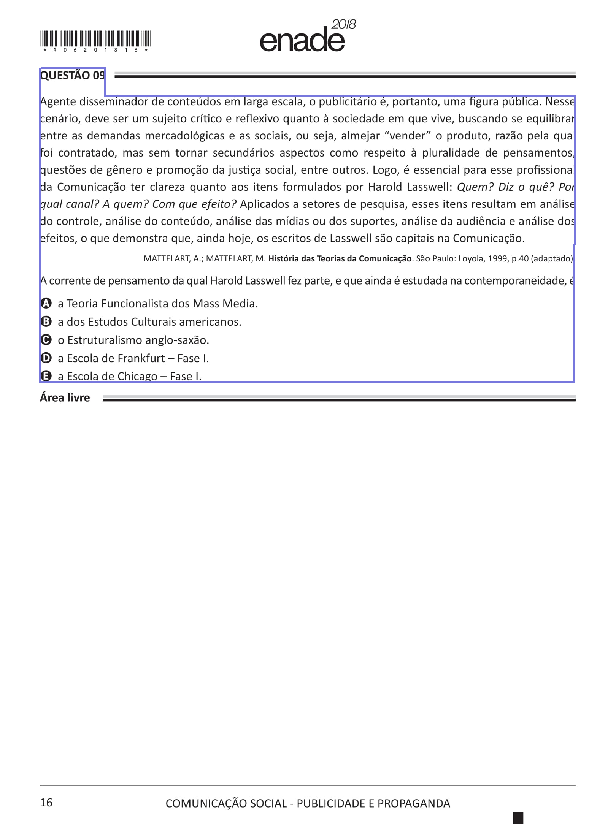 *R0620181618*
enade2018
QUESTÃO 09
Agente disseminador de conteúdos em larga escala, o publicitário é, portanto, uma figura pública. Nesse
cenário, deve ser um sujeito crítico e reflexivo quanto à sociedade em que vive, buscando se equilibrar
entre as demandas mercadológicas e as sociais, ou seja, almejar “vender” o produto, razão pela qual
foi contratado, mas sem tornar secundários aspectos como respeito à pluralidade de pensamentos,
questões de gênero e promoção da justiça social, entre outros. Logo, é essencial para esse profissional
da Comunicação ter clareza quanto aos itens formulados por Harold Lasswell: Quem? Diz o quê? Por
qual canal? A quem? Com que efeito? Aplicados a setores de pesquisa, esses itens resultam em análise
do controle, análise do conteúdo, análise das mídias ou dos suportes, análise da audiência e análise dos
efeitos, o que demonstra que, ainda hoje, os escritos de Lasswell são capitais na Comunicação.
MATTELART, A.; MATTELART, M. História das Teorias da Comunicação. São Paulo: Loyola, 1999, p.40 (adaptado).
A corrente de pensamento da qual Harold Lasswell fez parte, e que ainda é estudada na contemporaneidade, é
A a Teoria Funcionalista dos Mass Media.
B a dos Estudos Culturais americanos.
C o Estruturalismo anglo-saxão.
D a Escola de Frankfurt – Fase I.
E a Escola de Chicago – Fase I.
Área livre
16
COMUNICAÇÃO SOCIAL - PUBLICIDADE E PROPAGANDA